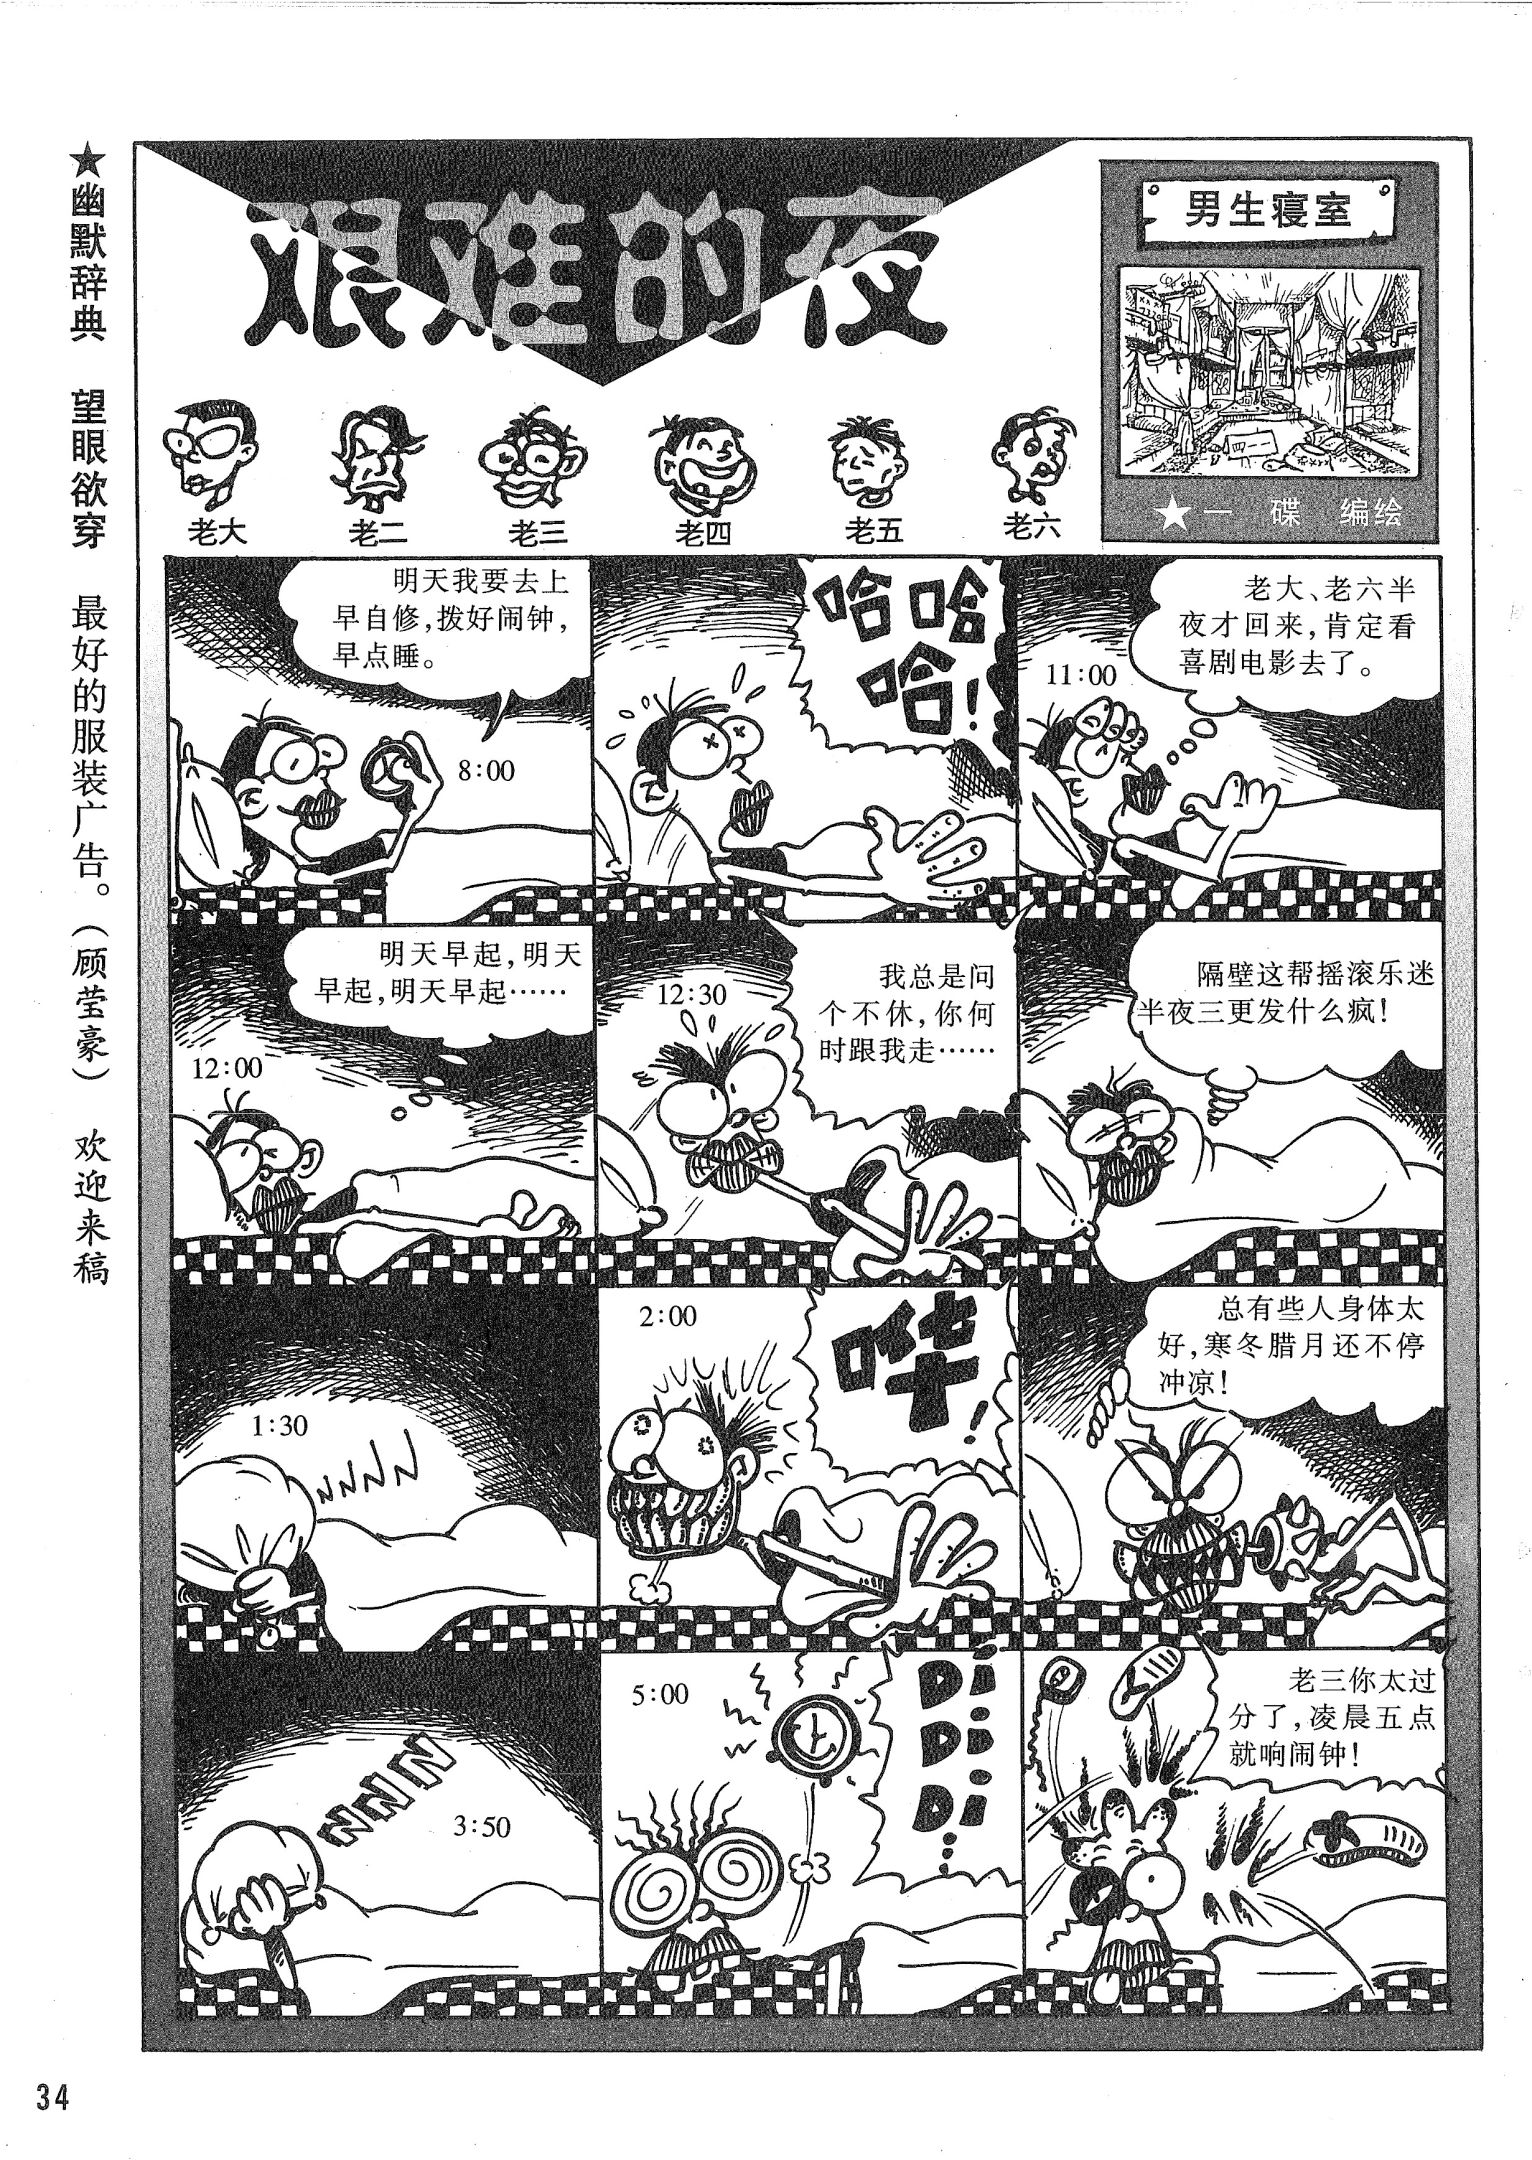 ★幽默辞典 望眼欲穿 最好的服装广告。(顾莹豪) 欢迎来稿
艰难的夜
男生寝室
★一 碟 编绘
老大
老二
老三
老四
老五
老六
明天我要去上
早自修,拨好闹钟,
早点睡。
8:00
哈哈
哈!
老大、老六半
夜才回来,肯定看
喜剧电影去了。
11:00
明天早起,明天
早起,明天早起……
12:00
12:30
我总是问
个不休,你何
时跟我走……
隔壁这帮摇滚乐迷
半夜三更发什么疯!
1:30
NNNN
2:00
哗!
总有些人身体太
好,寒冬腊月还不停
冲凉!
NNNN
3:50
5:00
Di
Di
Di
…
老三你太过
分了,凌晨五点
就响闹钟!
34